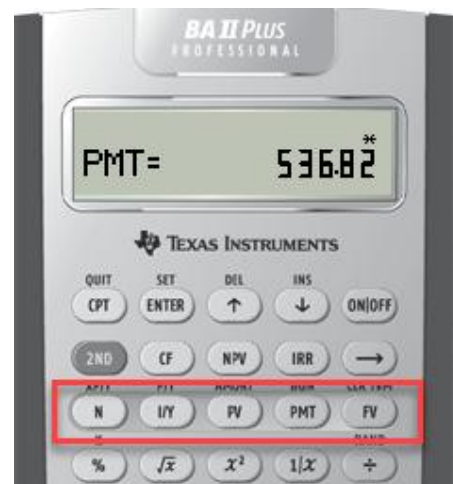 BA II PLUS
PROFESSIONAL
PMT= 536.82
TEXAS INSTRUMENTS
QUIT SET DEL INS
CPT ENTER ↑ ↓ ON|OFF
2ND CF NPV IRR →
N I/Y PV PMT FV
% √x x² 1|x ÷